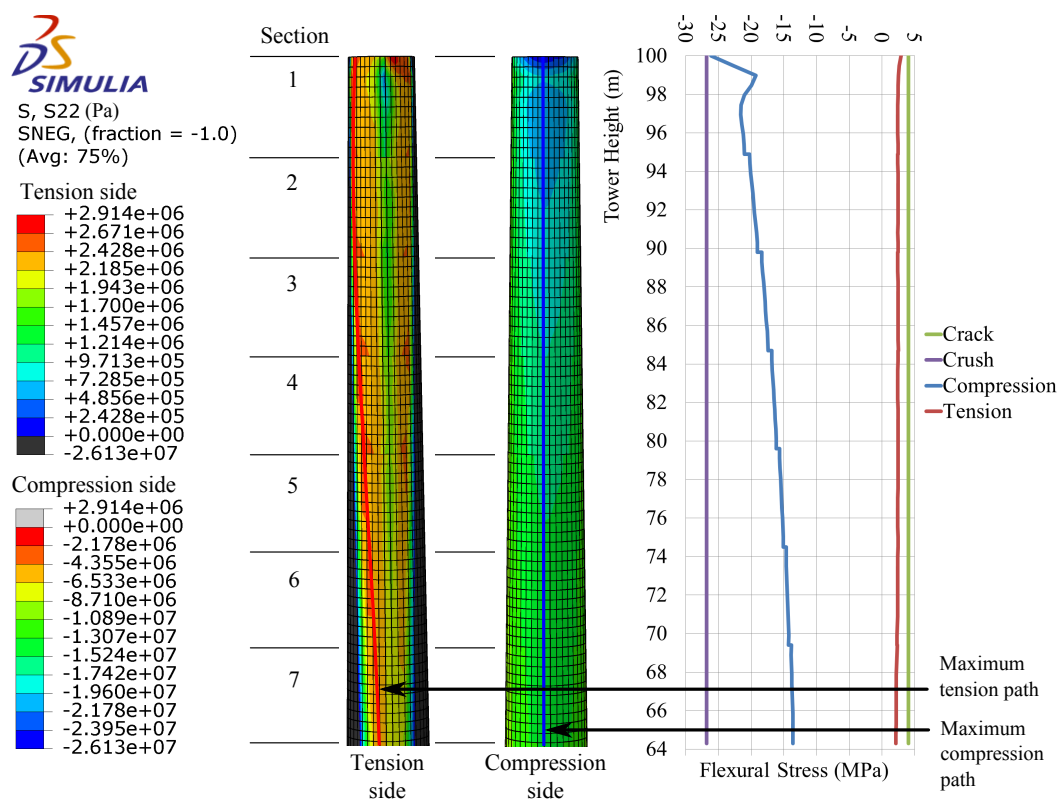 SIMULIA
S, S22 (Pa)
SNEG, (fraction = -1.0)
(Avg: 75%)
Tension side
+2.914e+06
+2.671e+06
+2.428e+06
+2.185e+06
+1.943e+06
+1.700e+06
+1.457e+06
+1.214e+06
+9.713e+05
+7.285e+05
+4.856e+05
+2.428e+05
+0.000e+00
-2.613e+07
Compression side
+2.914e+06
+0.000e+00
-2.178e+06
-4.355e+06
-6.533e+06
-8.710e+06
-1.089e+07
-1.307e+07
-1.524e+07
-1.742e+07
-1.960e+07
-2.178e+07
-2.395e+07
-2.613e+07
Section
1
2
3
4
5
6
7
Tension
side
Compression
side
-30
-25
-20
-15
-10
-5
0
5
Tower Height (m)
100
98
96
94
92
90
88
86
84
82
80
78
76
74
72
70
68
66
64
Flexural Stress (MPa)
Crack
Crush
Compression
Tension
Maximum
tension path
Maximum
compression
path